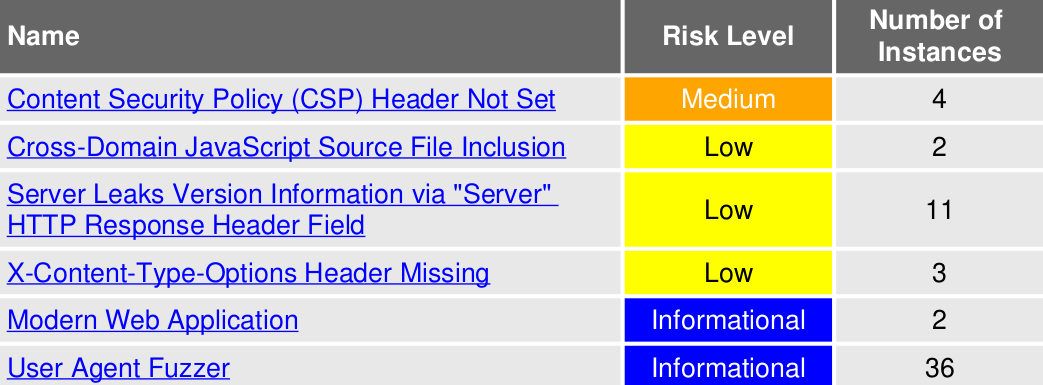 Name Risk Level Number of
Instances
Content Security Policy (CSP) Header Not Set Medium 4
Cross-Domain JavaScript Source File Inclusion Low 2
Server Leaks Version Information via "Server"
HTTP Response Header Field Low 11
X-Content-Type-Options Header Missing Low 3
Modern Web Application Informational 2
User Agent Fuzzer Informational 36